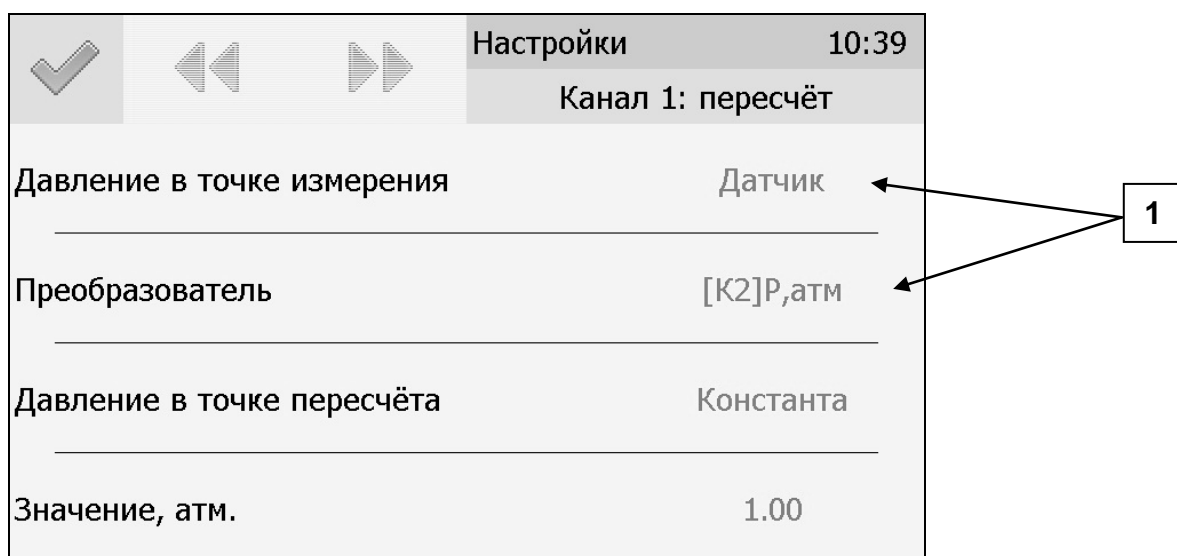 Настройки 10:39
Канал 1: пересчёт
Давление в точке измерения Датчик
1
Преобразователь [К2]Р,атм
Давление в точке пересчёта Константа
Значение, атм. 1.00